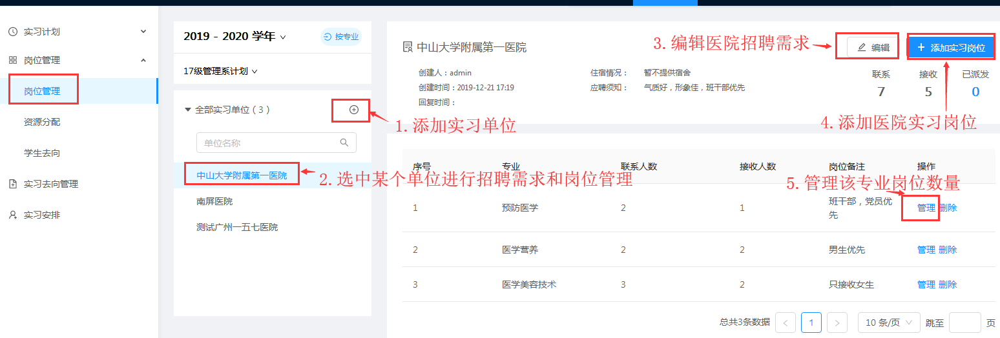 实习计划
岗位管理
岗位管理
资源分配
学生去向
实习去向管理
实习安排
2019 - 2020 学年
按专业
17级管理系计划
全部实习单位 ( 3 )
1.添加实习单位
单位名称
中山大学附属第一医院
2.选中某个单位进行招聘需求和岗位管理
南屏医院
测试广州一五七医院
中山大学附属第一医院
3.编辑医院招聘需求
编辑
+ 添加实习岗位
创建人：admin
住宿情况： 暂不提供宿舍
创建时间：2019-12-21 17:19
应聘须知： 气质好，形象佳，班干部优先
回复时间：
联系 接收 已派发
7 5 0
4.添加医院实习岗位
序号 专业 联系人数 接收人数 岗位备注 操作
5.管理该专业岗位数量
1 预防医学 2 1 班干部，党员优先 管理 删除
2 医学营养 2 2 男生优先 管理 删除
3 医学美容技术 3 2 只接收女生 管理 删除
总共3条数据 < 1 > 10 条/页 跳至 页